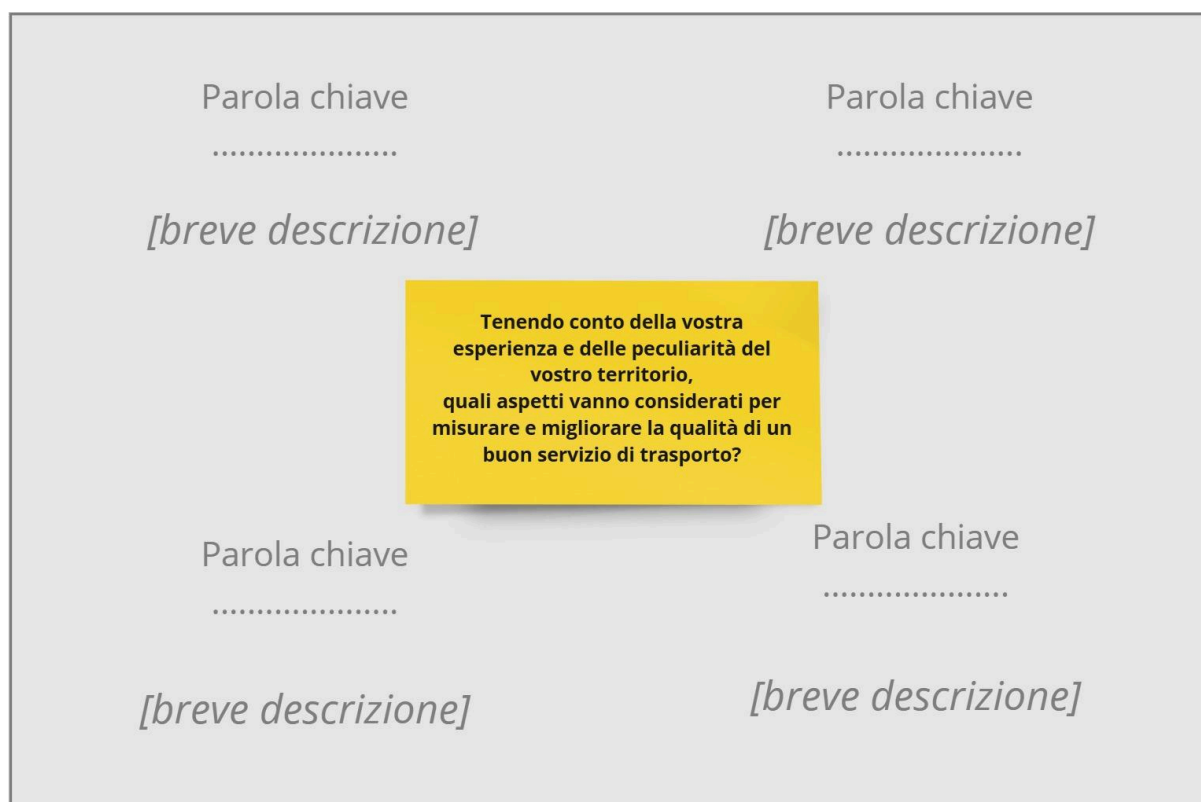 Parola chiave
.....................
[breve descrizione]
Parola chiave
.....................
[breve descrizione]
Tenendo conto della vostra
esperienza e delle peculiarità del
vostro territorio,
quali aspetti vanno considerati per
misurare e migliorare la qualità di un
buon servizio di trasporto?
Parola chiave
.....................
[breve descrizione]
Parola chiave
.....................
[breve descrizione]